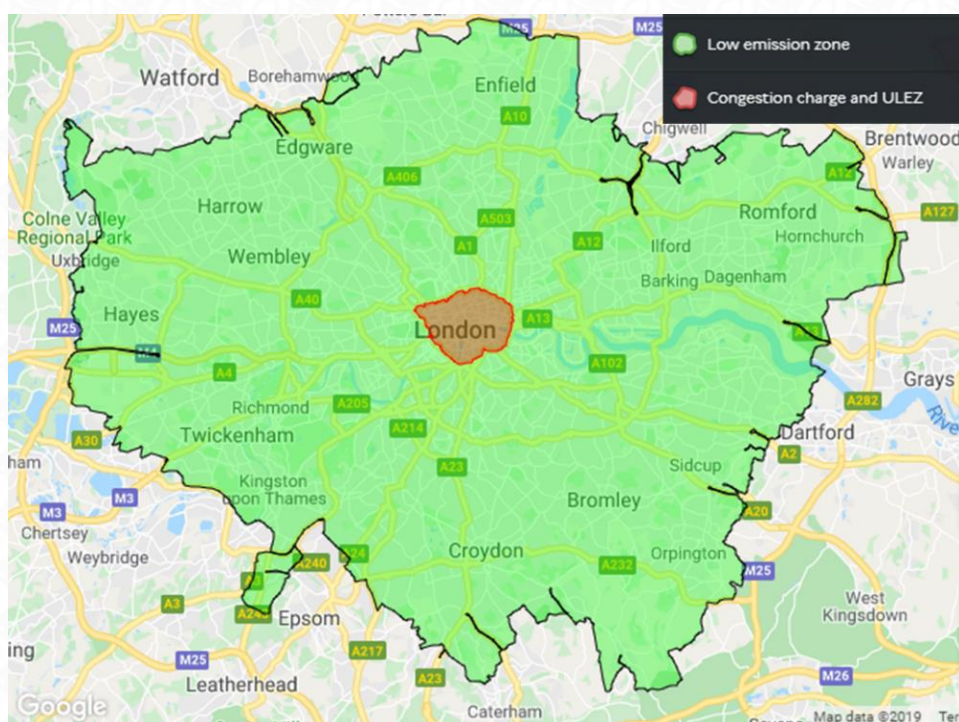 M25
M25
Low emission zone
Congestion charge and ULEZ
Watford
Borehamwood
Enfield
A10
Chigwell
Brentwood
Warley
Edgware
A406
A12
Harrow
A503
Romford
A127
Colne Valley
Regional Park
A1
A12
Ilford
Hornchurch
Uxbridge
Wembley
Barking
Dagenham
A40
Hayes
M25
London
A13
M4
A4
A102
Grays
Richmond
A205
A282
River
Twickenham
A214
A30
Dartford
A2
ham
A23
Sidcup
Kingston
upon Thames
Bromley
M3
M3
A20
Chertsey
Weybridge
Croydon
Orpington
A24
A240
A232
M25
A3
West
Kingsdown
Epsom
ing
A217
M25
Leatherhead
A23
M26
Google
Caterham
Map data ©2019